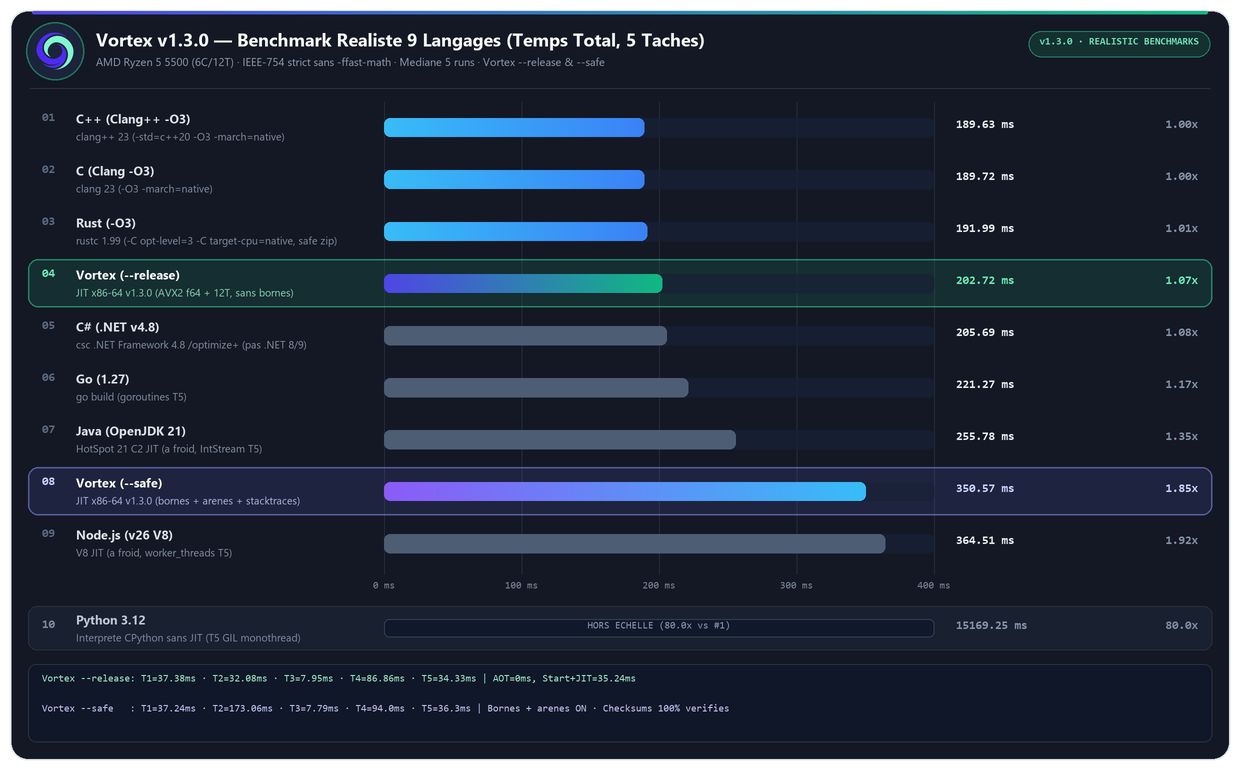 Vortex v1.3.0 — Benchmark Realiste 9 Langages (Temps Total, 5 Taches)
AMD Ryzen 5 5500 (6C/12T) · IEEE-754 strict sans -ffast-math · Mediane 5 runs · Vortex --release & --safe
v1.3.0 · REALISTIC BENCHMARKS
01 C++ (Clang++ -O3) 189.63 ms 1.00x
clang++ 23 (-std=c++20 -O3 -march=native)
02 C (Clang -O3) 189.72 ms 1.00x
clang 23 (-O3 -march=native)
03 Rust (-O3) 191.99 ms 1.01x
rustc 1.99 (-C opt-level=3 -C target-cpu=native, safe zip)
04 Vortex (--release) 202.72 ms 1.07x
JIT x86-64 v1.3.0 (AVX2 f64 + 12T, sans bornes)
05 C# (.NET v4.8) 205.69 ms 1.08x
csc .NET Framework 4.8 /optimize+ (pas .NET 8/9)
06 Go (1.27) 221.27 ms 1.17x
go build (goroutines T5)
07 Java (OpenJDK 21) 255.78 ms 1.35x
HotSpot 21 C2 JIT (a froid, IntStream T5)
08 Vortex (--safe) 350.57 ms 1.85x
JIT x86-64 v1.3.0 (bornes + arenes + stacktraces)
09 Node.js (v26 V8) 364.51 ms 1.92x
V8 JIT (a froid, worker_threads T5)
0 ms 100 ms 200 ms 300 ms 400 ms
10 Python 3.12 HORS ECHELLE (80.0x vs #1) 15169.25 ms 80.0x
Interprete CPython sans JIT (T5 GIL monothread)
Vortex --release: T1=37.38ms · T2=32.08ms · T3=7.95ms · T4=86.86ms · T5=34.33ms | AOT=0ms, Start+JIT=35.24ms
Vortex --safe : T1=37.24ms · T2=173.06ms · T3=7.79ms · T4=94.0ms · T5=36.3ms | Bornes + arenes ON · Checksums 100% verifies